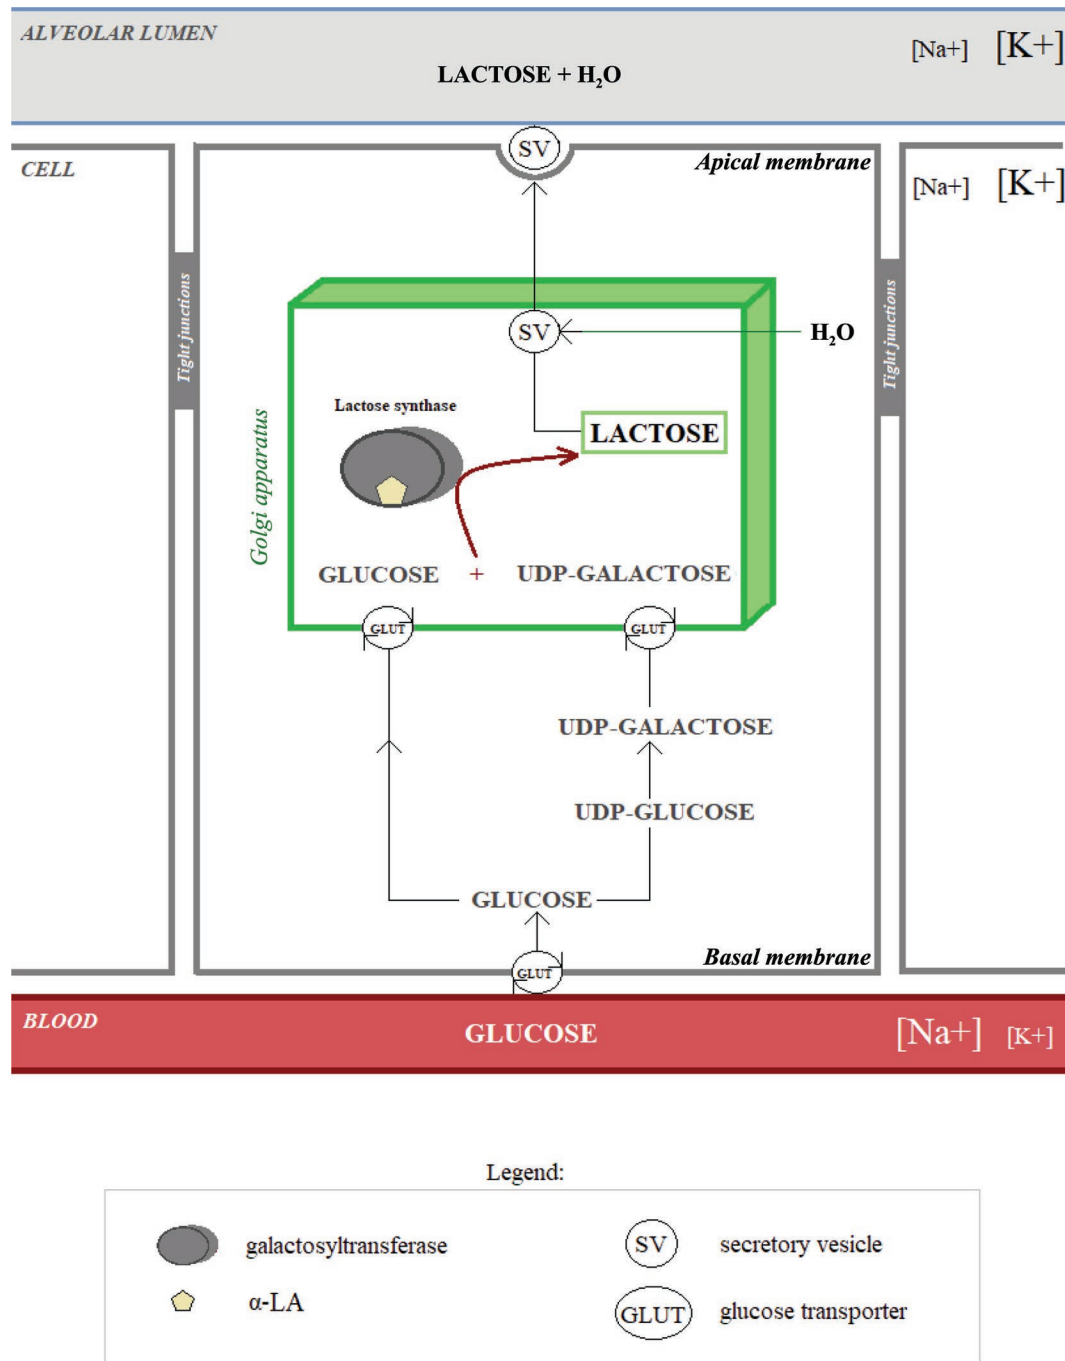 ALVEOLAR LUMEN
[Na+] [K+]
LACTOSE + H₂O
SV
CELL
Apical membrane
[Na+] [K+]
Tight junctions
Tight junctions
SV
H₂O
Lactose synthase
LACTOSE
Golgi apparatus
GLUCOSE + UDP-GALACTOSE
GLUT
GLUT
UDP-GALACTOSE
UDP-GLUCOSE
GLUCOSE
Basal membrane
GLUT
BLOOD
GLUCOSE
[Na+] [K+]
Legend:
galactosyltransferase
SV secretory vesicle
α-LA
GLUT glucose transporter